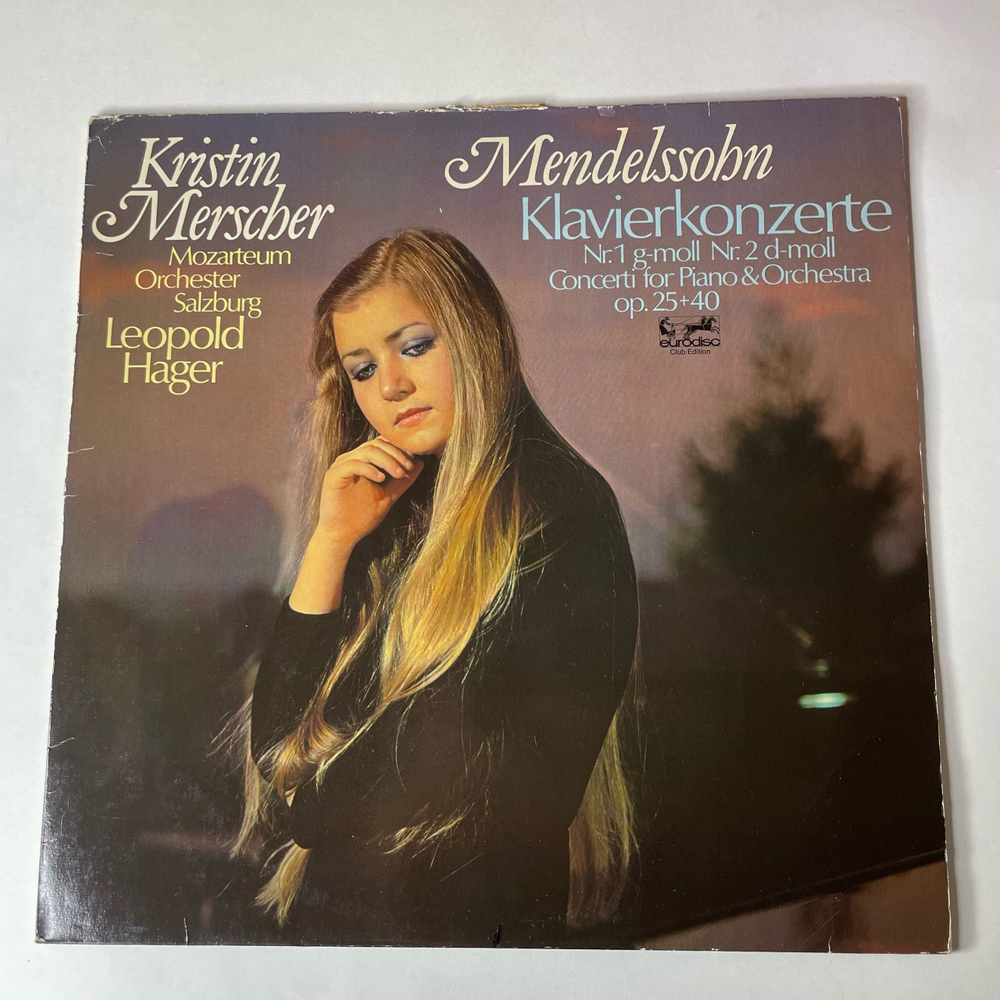 Kristin
Merscher
Mozarteum
Orchester
Salzburg
Leopold
Hager
Mendelssohn
Klavierkonzerte
Nr. 1 g-moll Nr. 2 d-moll
Concerti for Piano & Orchestra
op. 25+40
eurodisc
Club Edition